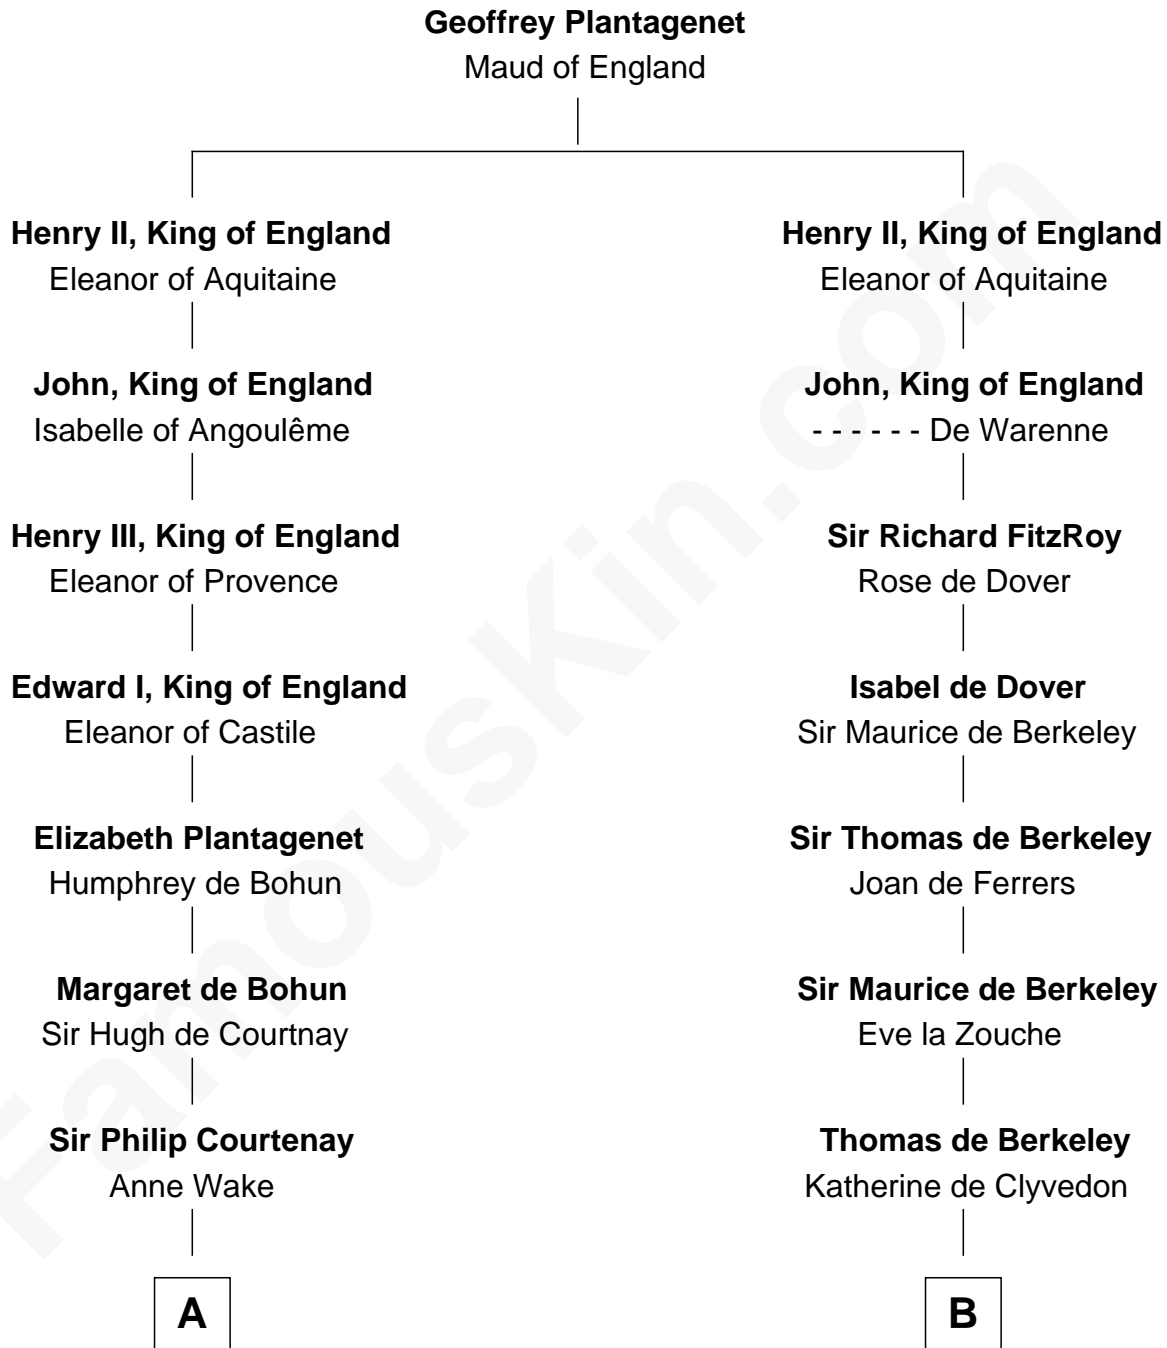 Geoffrey Plantagenet
Maud of England
Henry II, King of England
Eleanor of Aquitaine
John, King of England
Isabelle of Angoulême
Henry III, King of England
Eleanor of Provence
Edward I, King of England
Eleanor of Castile
Elizabeth Plantagenet
Humphrey de Bohun
Margaret de Bohun
Sir Hugh de Courtnay
Sir Philip Courtenay
Anne Wake
A
Henry II, King of England
Eleanor of Aquitaine
John, King of England
- - - - - - De Warenne
Sir Richard FitzRoy
Rose de Dover
Isabel de Dover
Sir Maurice de Berkeley
Sir Thomas de Berkeley
Joan de Ferrers
Sir Maurice de Berkeley
Eve la Zouche
Thomas de Berkeley
Katherine de Clyvedon
B
FamousKin.com